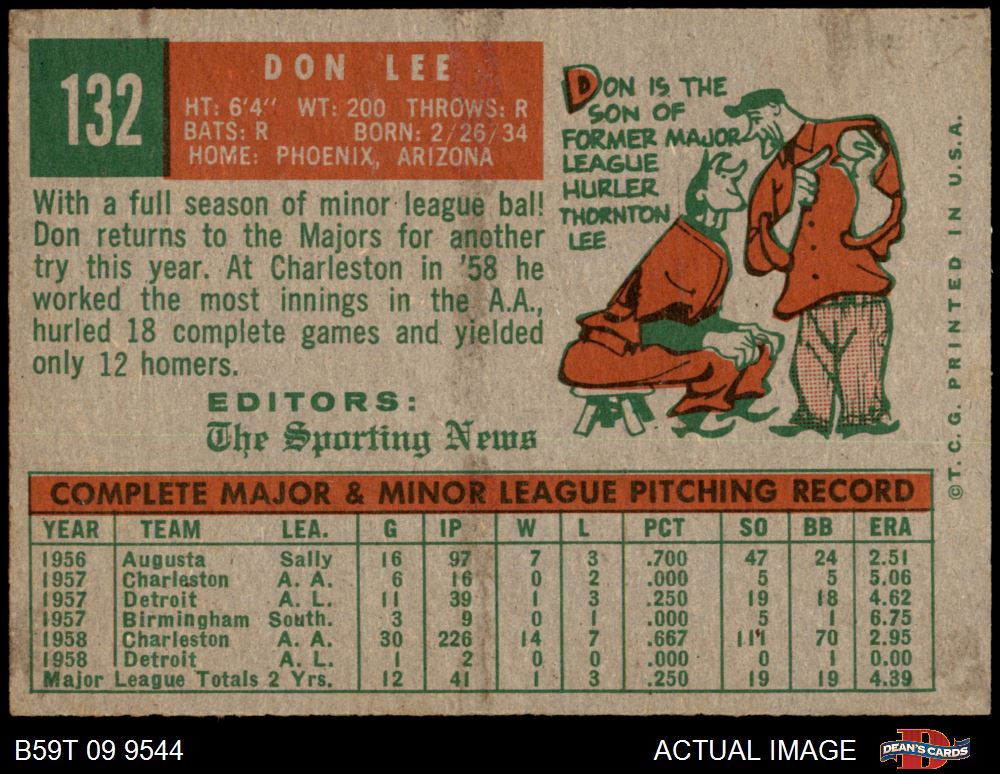 132
DON LEE
HT: 6'4" WT: 200 THROWS: R
BATS: R BORN: 2/26/34
HOME: PHOENIX, ARIZONA
With a full season of minor league ball
Don returns to the Majors for another
try this year. At Charleston in '58 he
worked the most innings in the A.A.,
hurled 18 complete games and yielded
only 12 homers.
EDITORS:
The Sporting News
DON IS THE
SON OF
FORMER MAJOR
LEAGUE
HURLER
THORNTON
LEE
©T.C.G. PRINTED IN U.S.A.
COMPLETE MAJOR & MINOR LEAGUE PITCHING RECORD
YEAR TEAM LEA. G IP W L PCT SO BB ERA
1956 Augusta Sally 16 97 7 3 .700 47 24 2.51
1957 Charleston A. A. 6 16 0 2 .000 5 5 5.06
1957 Detroit A. L. 11 39 1 3 .250 19 18 4.62
1957 Birmingham South. 3 9 0 1 .000 5 1 6.75
1958 Charleston A. A. 30 226 14 7 .667 70 2.95
1958 Detroit A. L. 1 2 0 0 .000 0 1 0.00
Major League Totals 2 Yrs. 12 41 1 3 .250 19 19 4.39
B59T 09 9544
ACTUAL IMAGE
DEAN'S CARDS